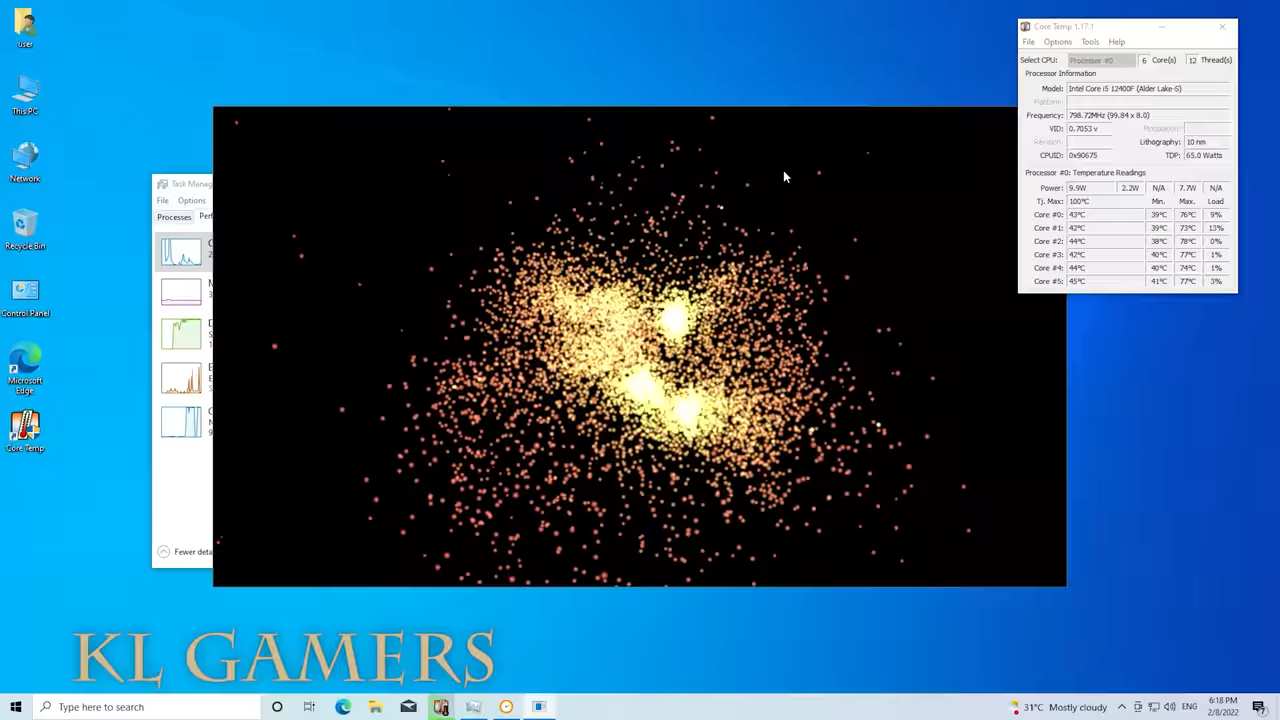 user
This PC
Network
Recycle Bin
Control Panel
Microsoft
Edge
Core Temp
Task Manag
File Options
Processes Perf
Fewer deta
Core Temp 1.17.1
File Options Tools Help
Select CPU: Processor #0 6 Core(s) 12 Thread(s)
Processor Information
Model: Intel Core i5 12400F (Alder Lake-S)
Platform:
Frequency: 798.72MHz (99.84 x 8.0)
VID: 0.7053 v Modulation:
Revision: Lithography: 10 nm
CPUID: 0x90675 TDP: 65.0 Watts
Processor #0: Temperature Readings
Power: 9.9W 2.2W N/A 7.7W N/A
Tj. Max: 100°C Min. Max. Load
Core #0: 43°C 39°C 76°C 9%
Core #1: 42°C 39°C 73°C 13%
Core #2: 44°C 38°C 78°C 0%
Core #3: 42°C 40°C 77°C 1%
Core #4: 44°C 40°C 74°C 1%
Core #5: 45°C 41°C 77°C 3%
KL GAMERS
Type here to search
31°C Mostly cloudy
ENG
6:18 PM
2/8/2022